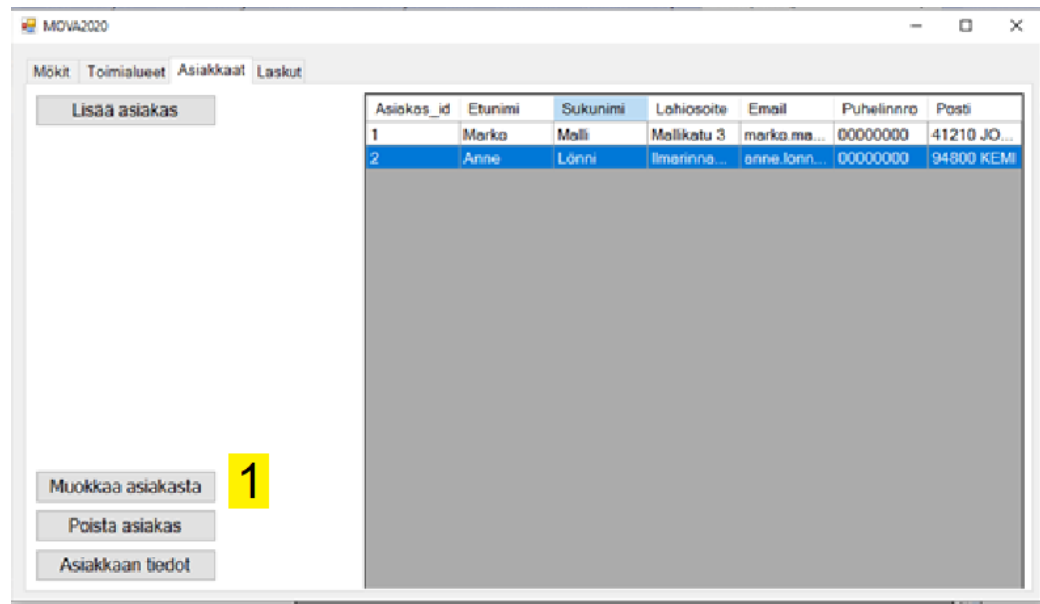 MOVA2020
Mökit Toimialueet Asiakkaat Laskut
Lisää asiakas
Asiakas_id Etunimi Sukunimi Lahiosoite Email Puhelinnro Posti
1 Marko Malli Mallikatu 3 marko.ma... 00000000 41210 JO...
2 Anne Lönni Ilmarinna... anne.lonn... 00000000 94800 KEMI
Muokkaa asiakasta 1
Poista asiakas
Asiakkaan tiedot